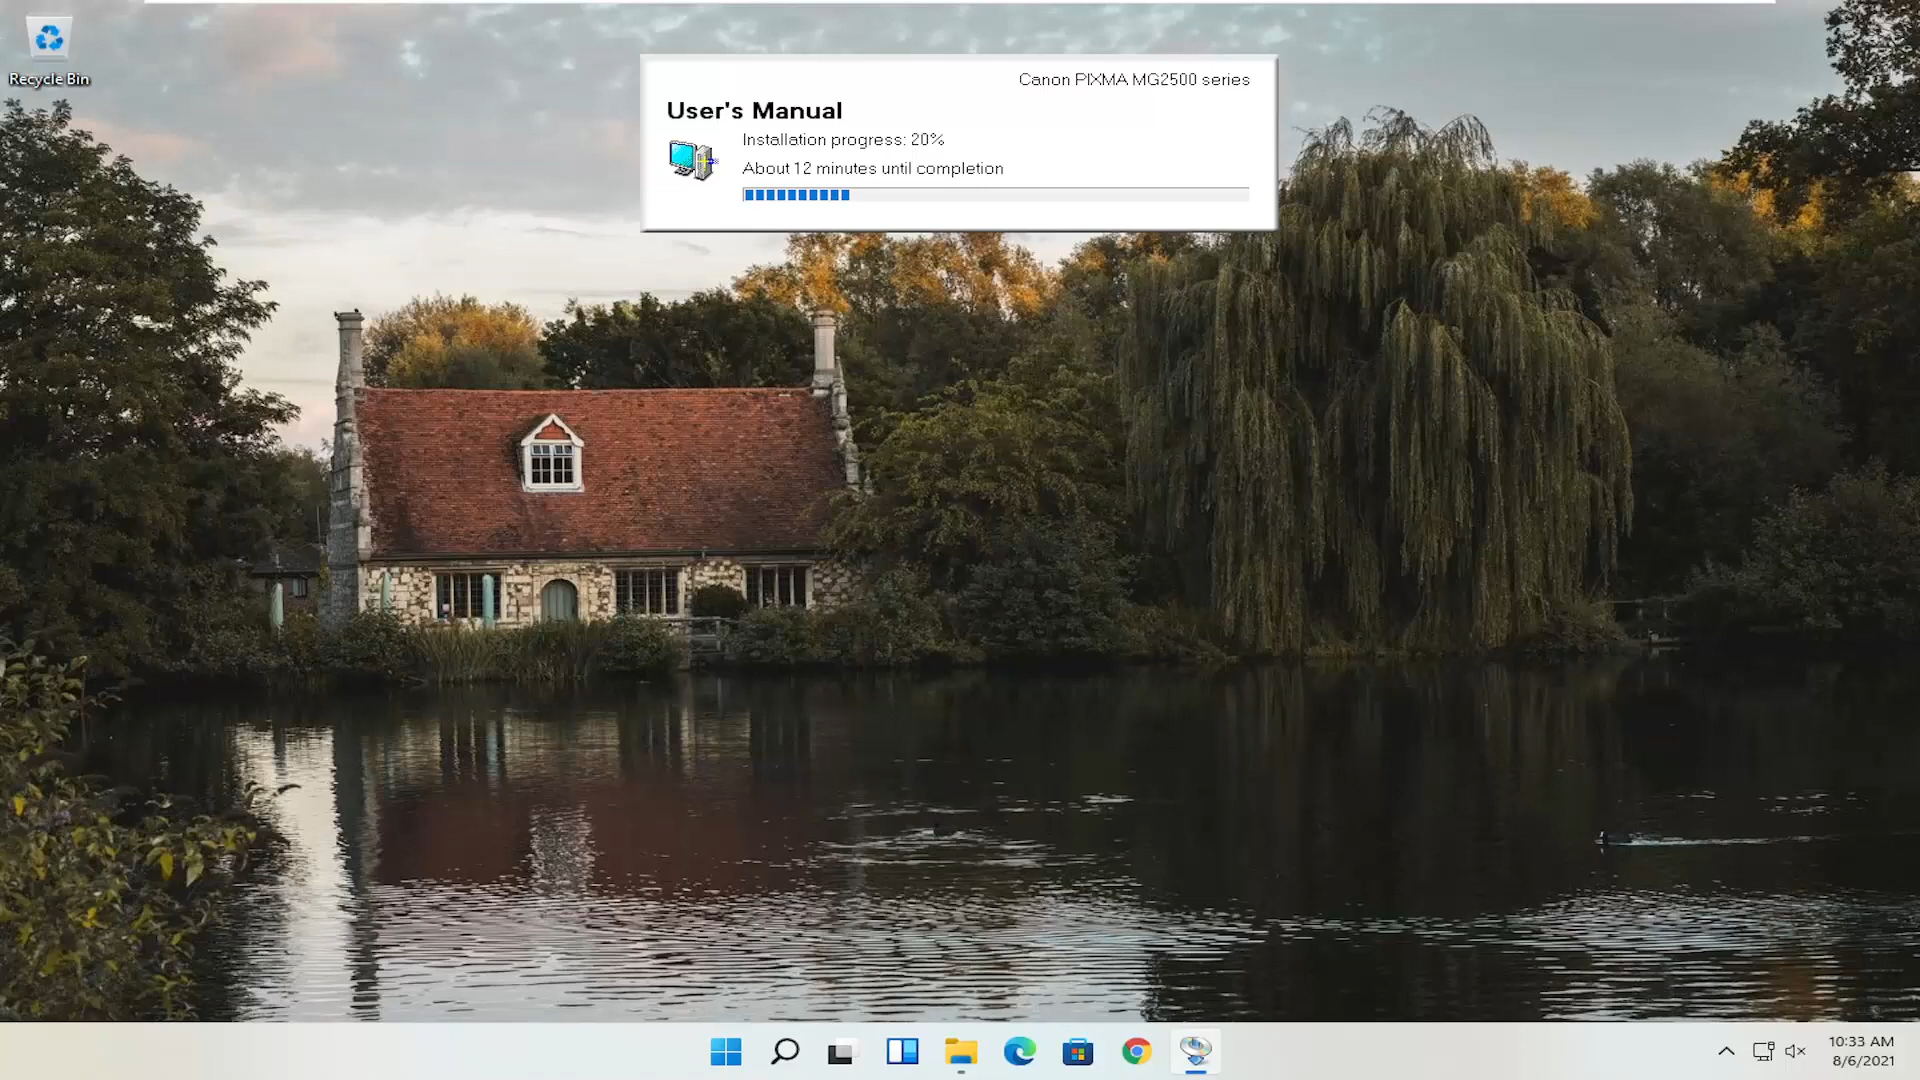 Recycle Bin
Canon PIXMA MG2500 series
User's Manual
Installation progress: 20%
About 12 minutes until completion
10:33 AM
8/6/2021